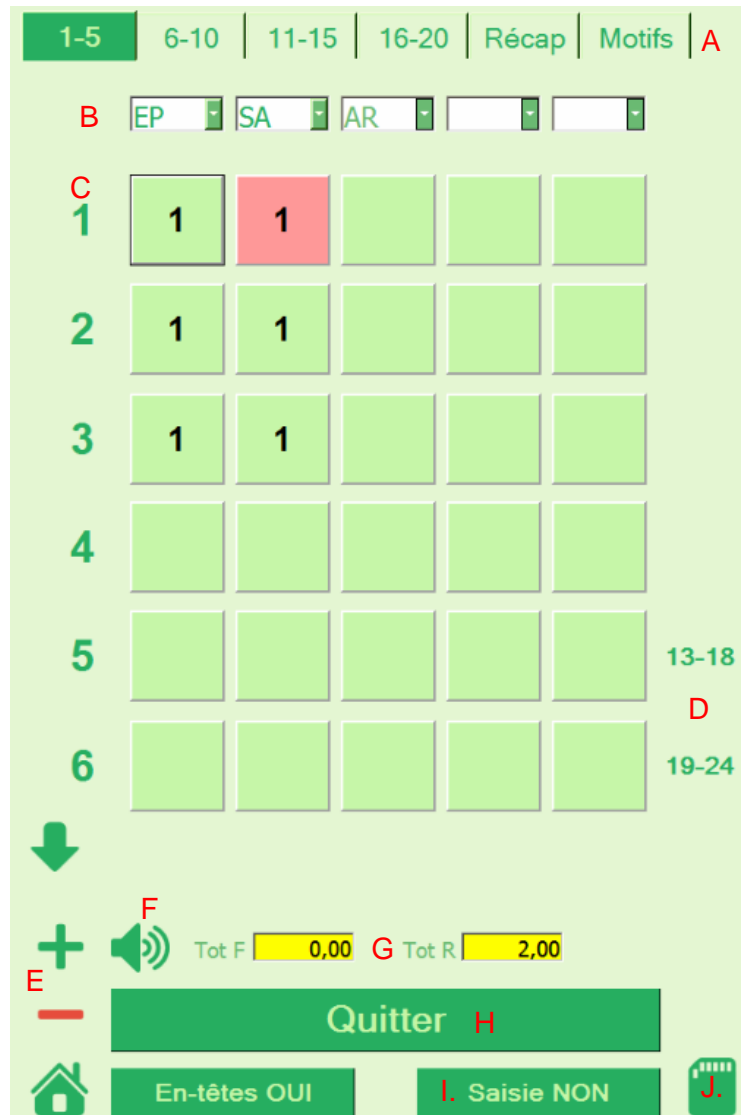 1-5 6-10 11-15 16-20 Récap Motifs A
B EP SA AR
C
1 1 1
2 1 1
3 1 1
4
5 13-18
D
6 19-24
F
Tot F 0,00 G Tot R 2,00
E
Quitter H
En-têtes OUI I. Saisie NON J.